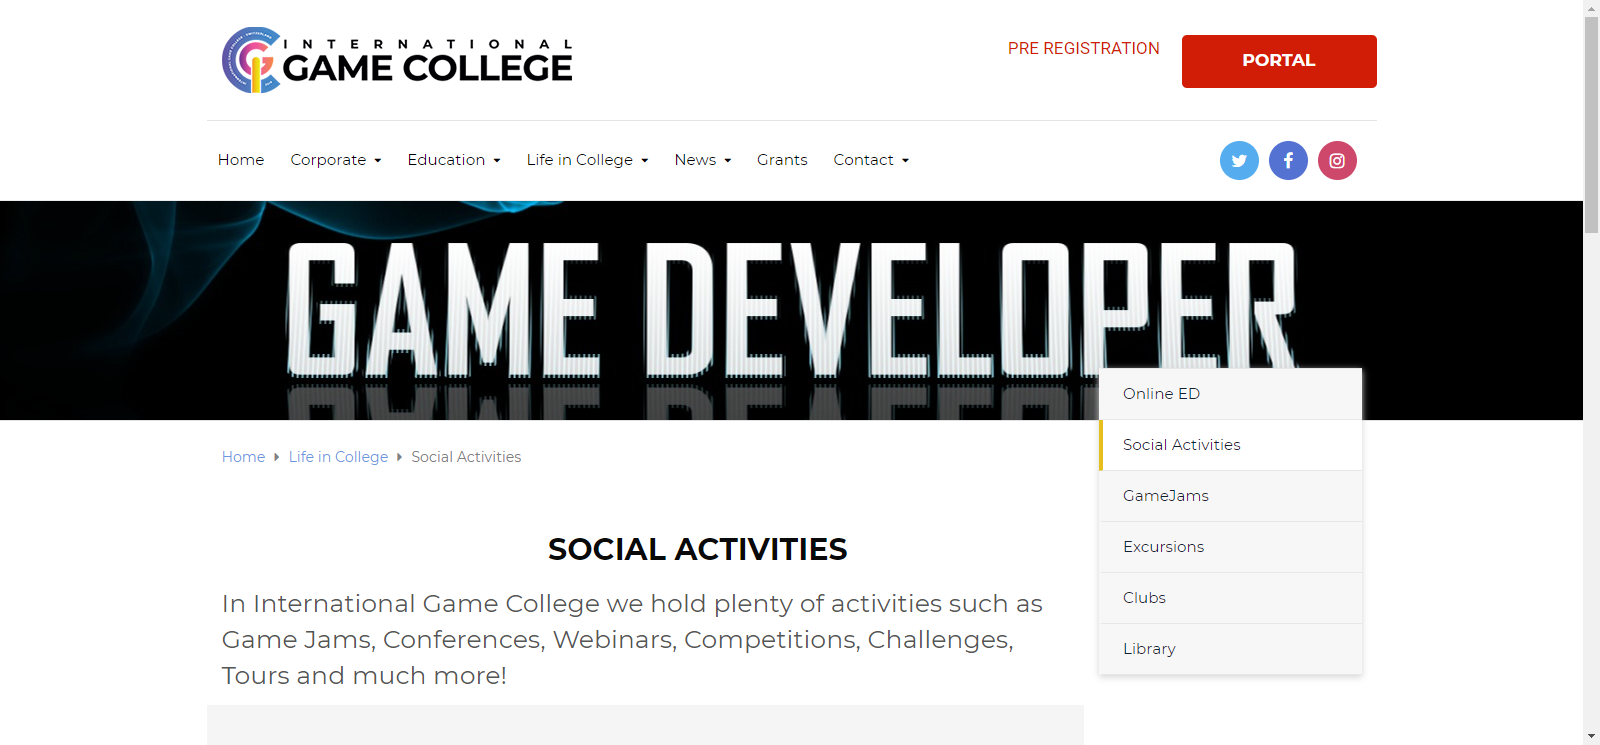 INTERNATIONAL
GAME COLLEGE
PRE REGISTRATION
PORTAL
Home
Corporate
Education
Life in College
News
Grants
Contact
GAME DEVELOPER
Online ED
Social Activities
GameJams
Excursions
Clubs
Library
Home
Life in College
Social Activities
SOCIAL ACTIVITIES
In International Game College we hold plenty of activities such as
Game Jams, Conferences, Webinars, Competitions, Challenges,
Tours and much more!